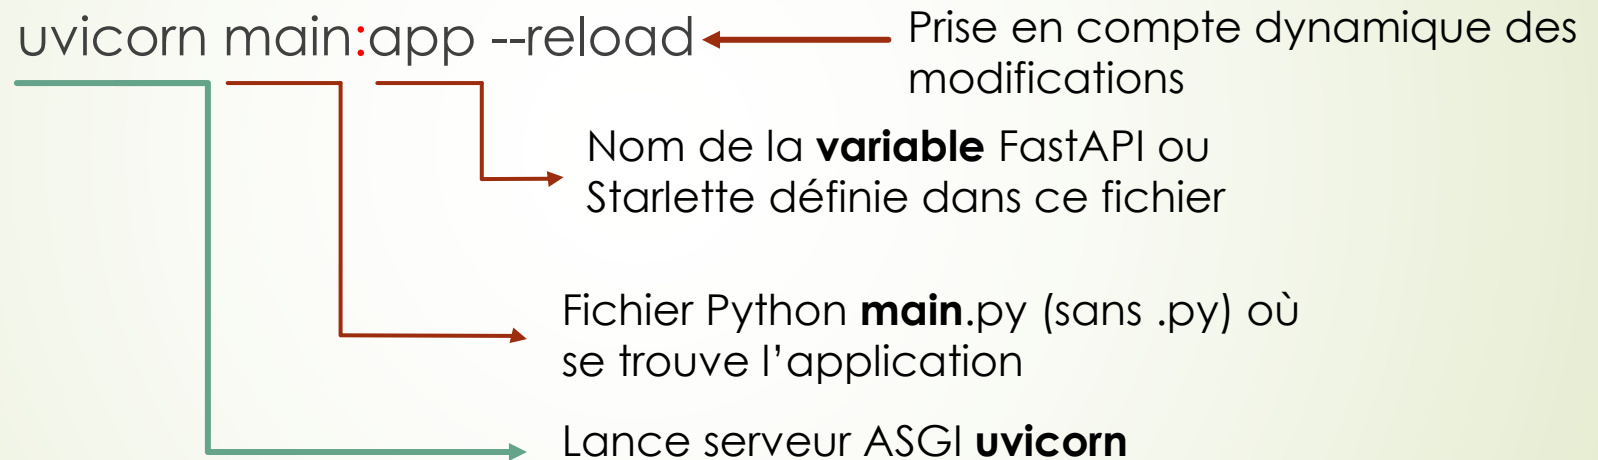 uvicorn main:app --reload
Prise en compte dynamique des
modifications
Nom de la variable FastAPI ou
Starlette définie dans ce fichier
Fichier Python main.py (sans .py) où
se trouve l’application
Lance serveur ASGI uvicorn